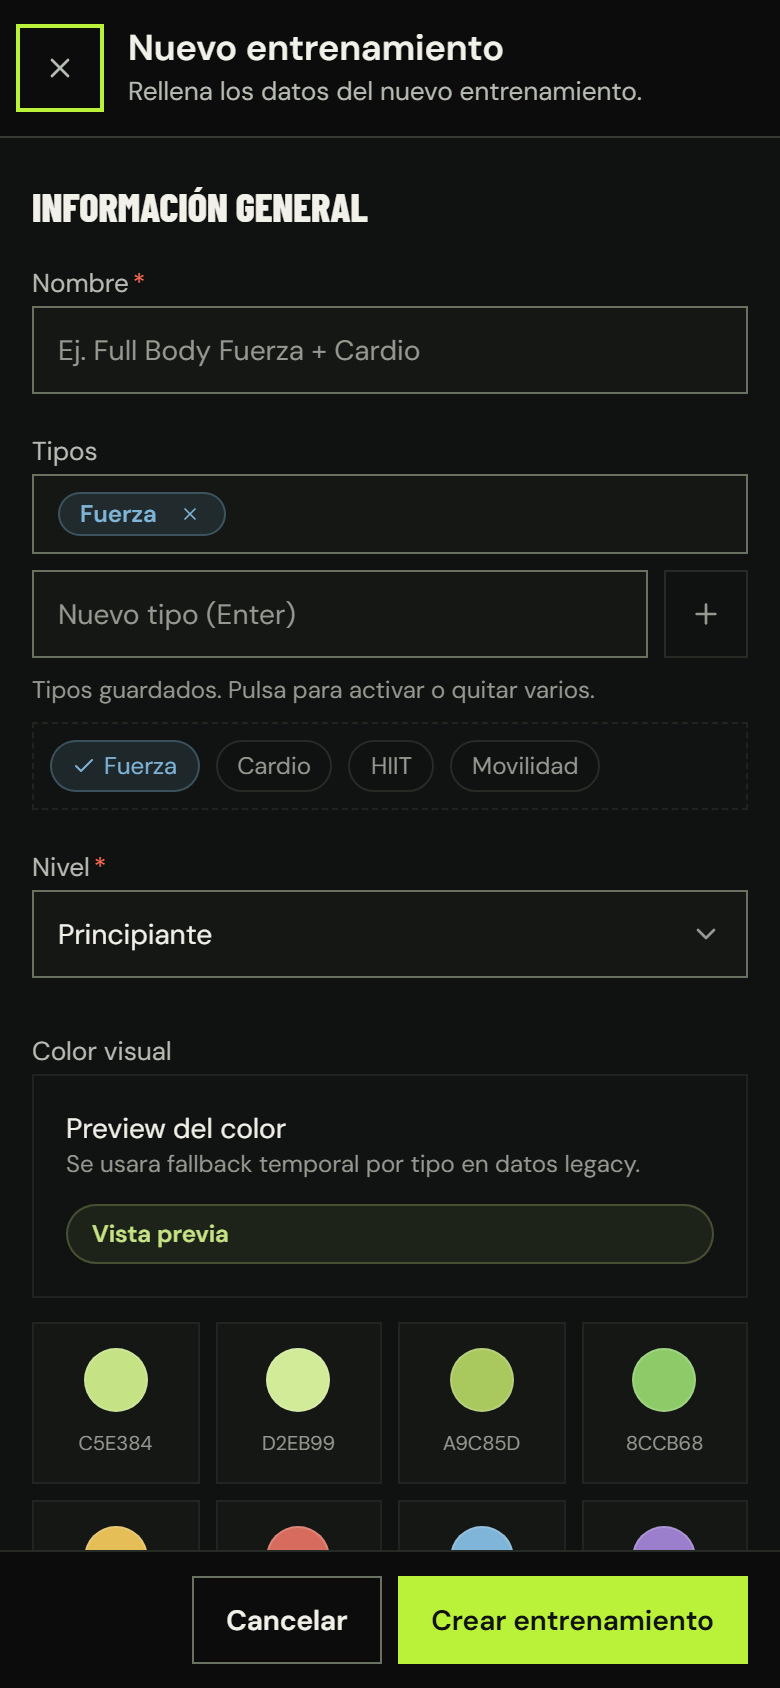 Nuevo entrenamiento
Rellena los datos del nuevo entrenamiento.
INFORMACIÓN GENERAL
Nombre *
Ej. Full Body Fuerza + Cardio
Tipos
Fuerza
Nuevo tipo (Enter)
Tipos guardados. Pulsa para activar o quitar varios.
Fuerza Cardio HIIT Movilidad
Nivel *
Principiante
Color visual
Preview del color
Se usara fallback temporal por tipo en datos legacy.
Vista previa
C5E384 D2EB99 A9C85D 8CCB68
Cancelar Crear entrenamiento